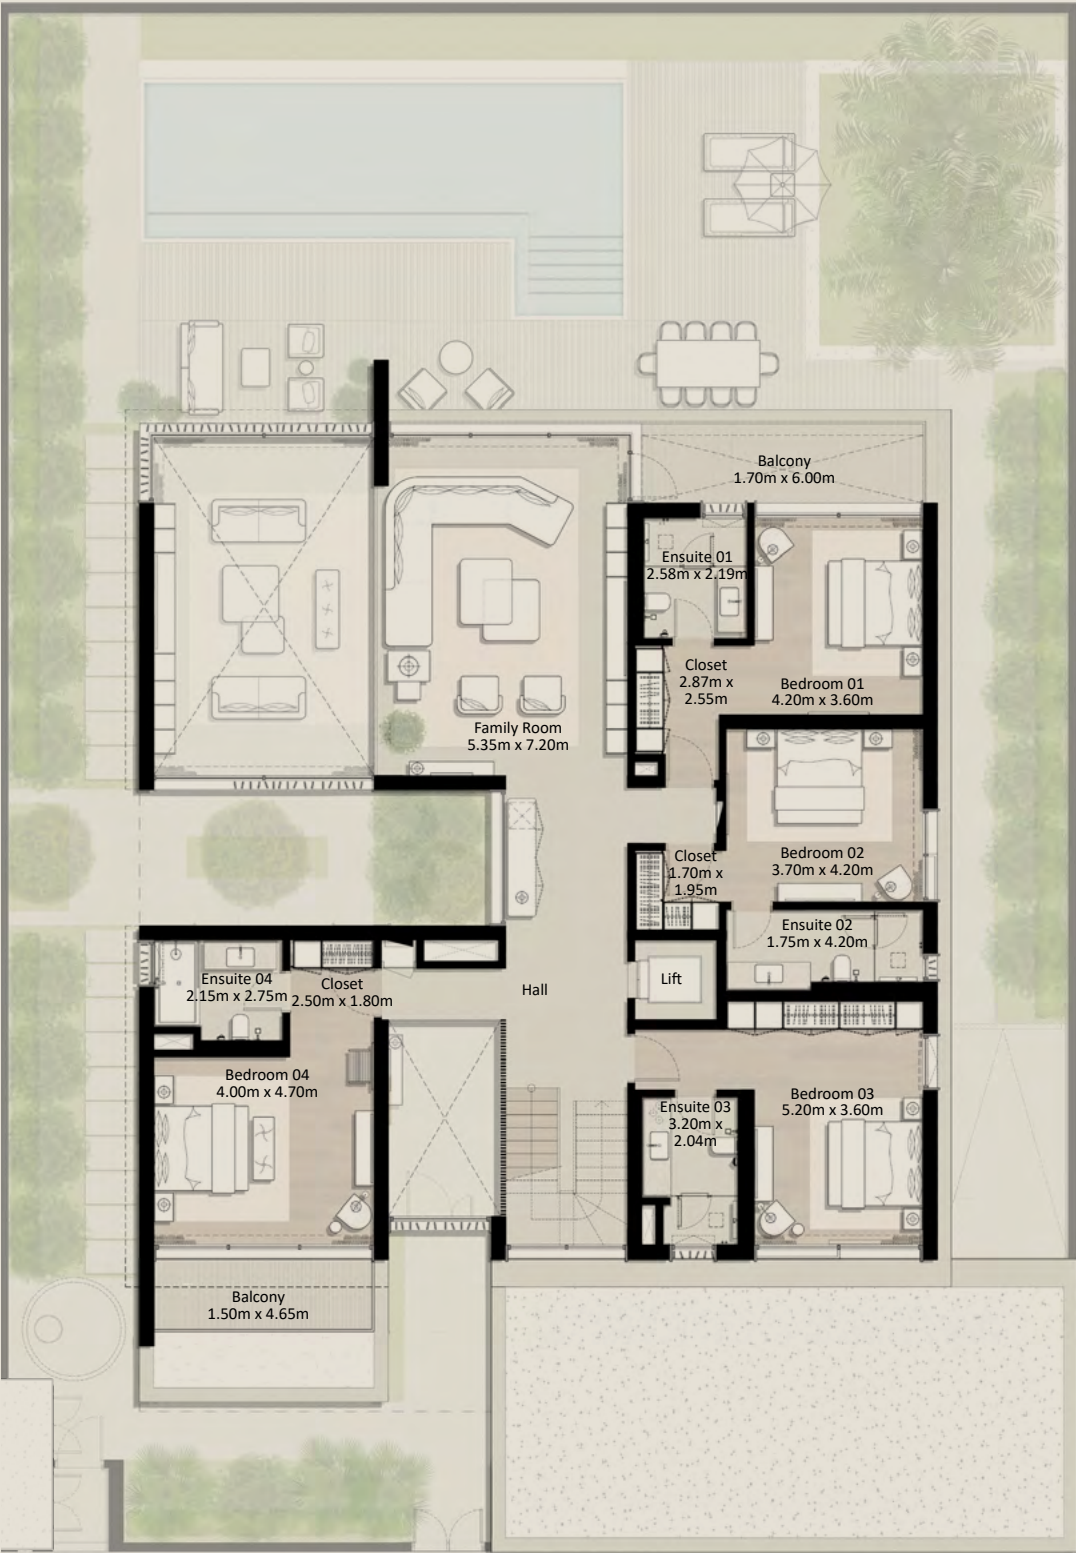 Balcony
1.70m x 6.00m
Ensuite 01
2.58m x 2.19m
Closet
2.87m x
2.55m
Bedroom 01
4.20m x 3.60m
Family Room
5.35m x 7.20m
Closet
1.70m x
1.95m
Bedroom 02
3.70m x 4.20m
Ensuite 02
1.75m x 4.20m
Ensuite 04
2.15m x 2.75m
Closet
2.50m x 1.80m
Hall
Lift
Bedroom 04
4.00m x 4.70m
Ensuite 03
3.20m x
2.04m
Bedroom 03
5.20m x 3.60m
Balcony
1.50m x 4.65m